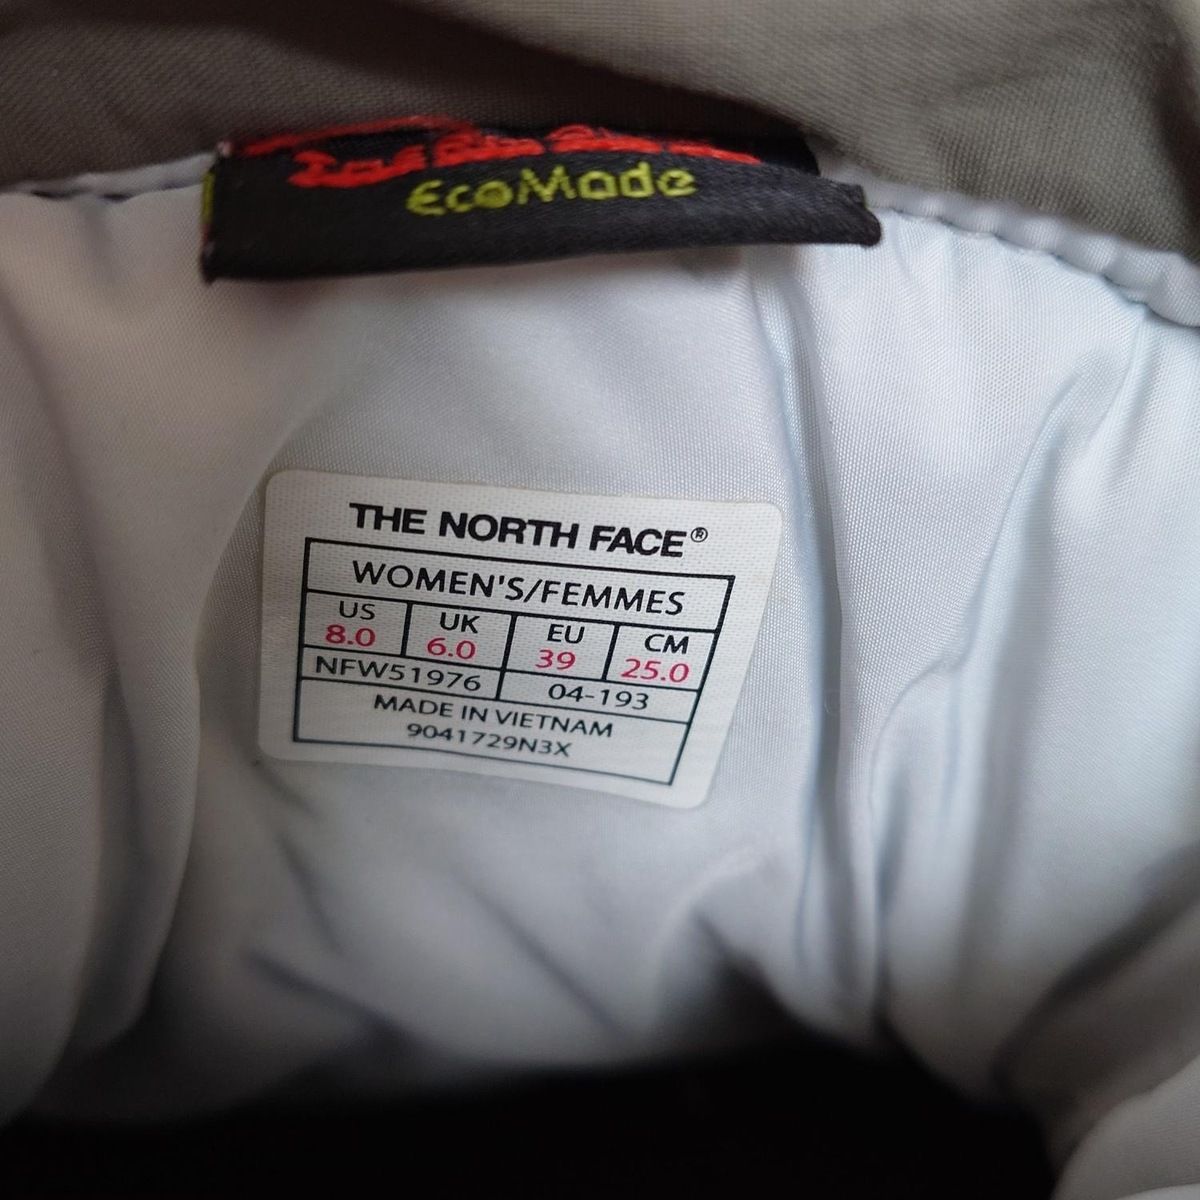 EcoMade
THE NORTH FACE®
WOMEN'S/FEMMES
US UK EU CM
8.0 6.0 39 25.0
NFW51976 04-193
MADE IN VIETNAM
9041729N3X